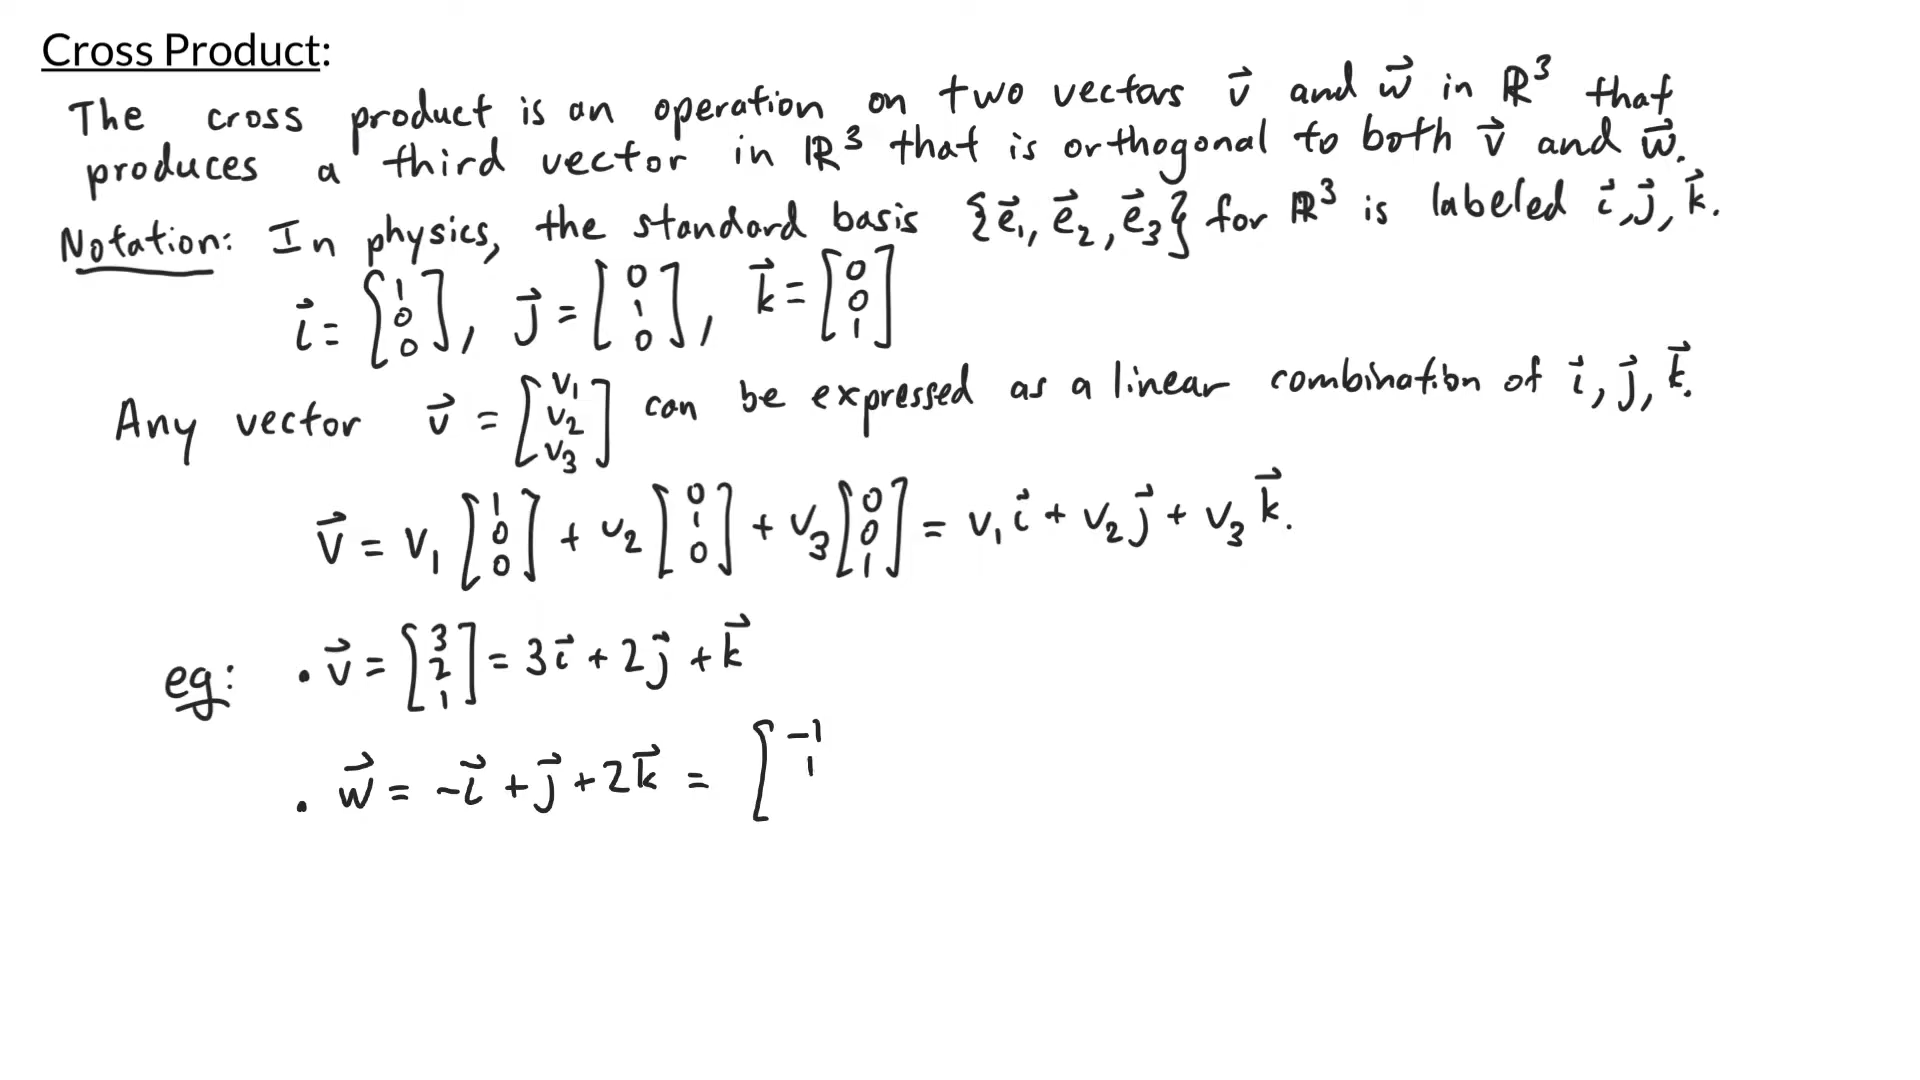 Cross Product:
The cross product is an operation on two vectors v⃗ and w⃗ in ℝ³ that
produces a third vector in ℝ³ that is orthogonal to both v⃗ and w⃗.
Notation: In physics, the standard basis {e⃗₁, e⃗₂, e⃗₃} for ℝ³ is labeled i⃗, j⃗, k⃗.
i⃗ = [1 0 0], j⃗ = [0 1 0], k⃗ = [0 0 1]
Any vector v⃗ = [v₁ v₂ v₃] can be expressed as a linear combination of i⃗, j⃗, k⃗.
v⃗ = v₁ [1 0 0] + v₂ [0 1 0] + v₃ [0 0 1] = v₁ i⃗ + v₂ j⃗ + v₃ k⃗.
eg: • v⃗ = [3 2 1] = 3i⃗ + 2j⃗ + k⃗
• w⃗ = -i⃗ + j⃗ + 2k⃗ = [-1 1